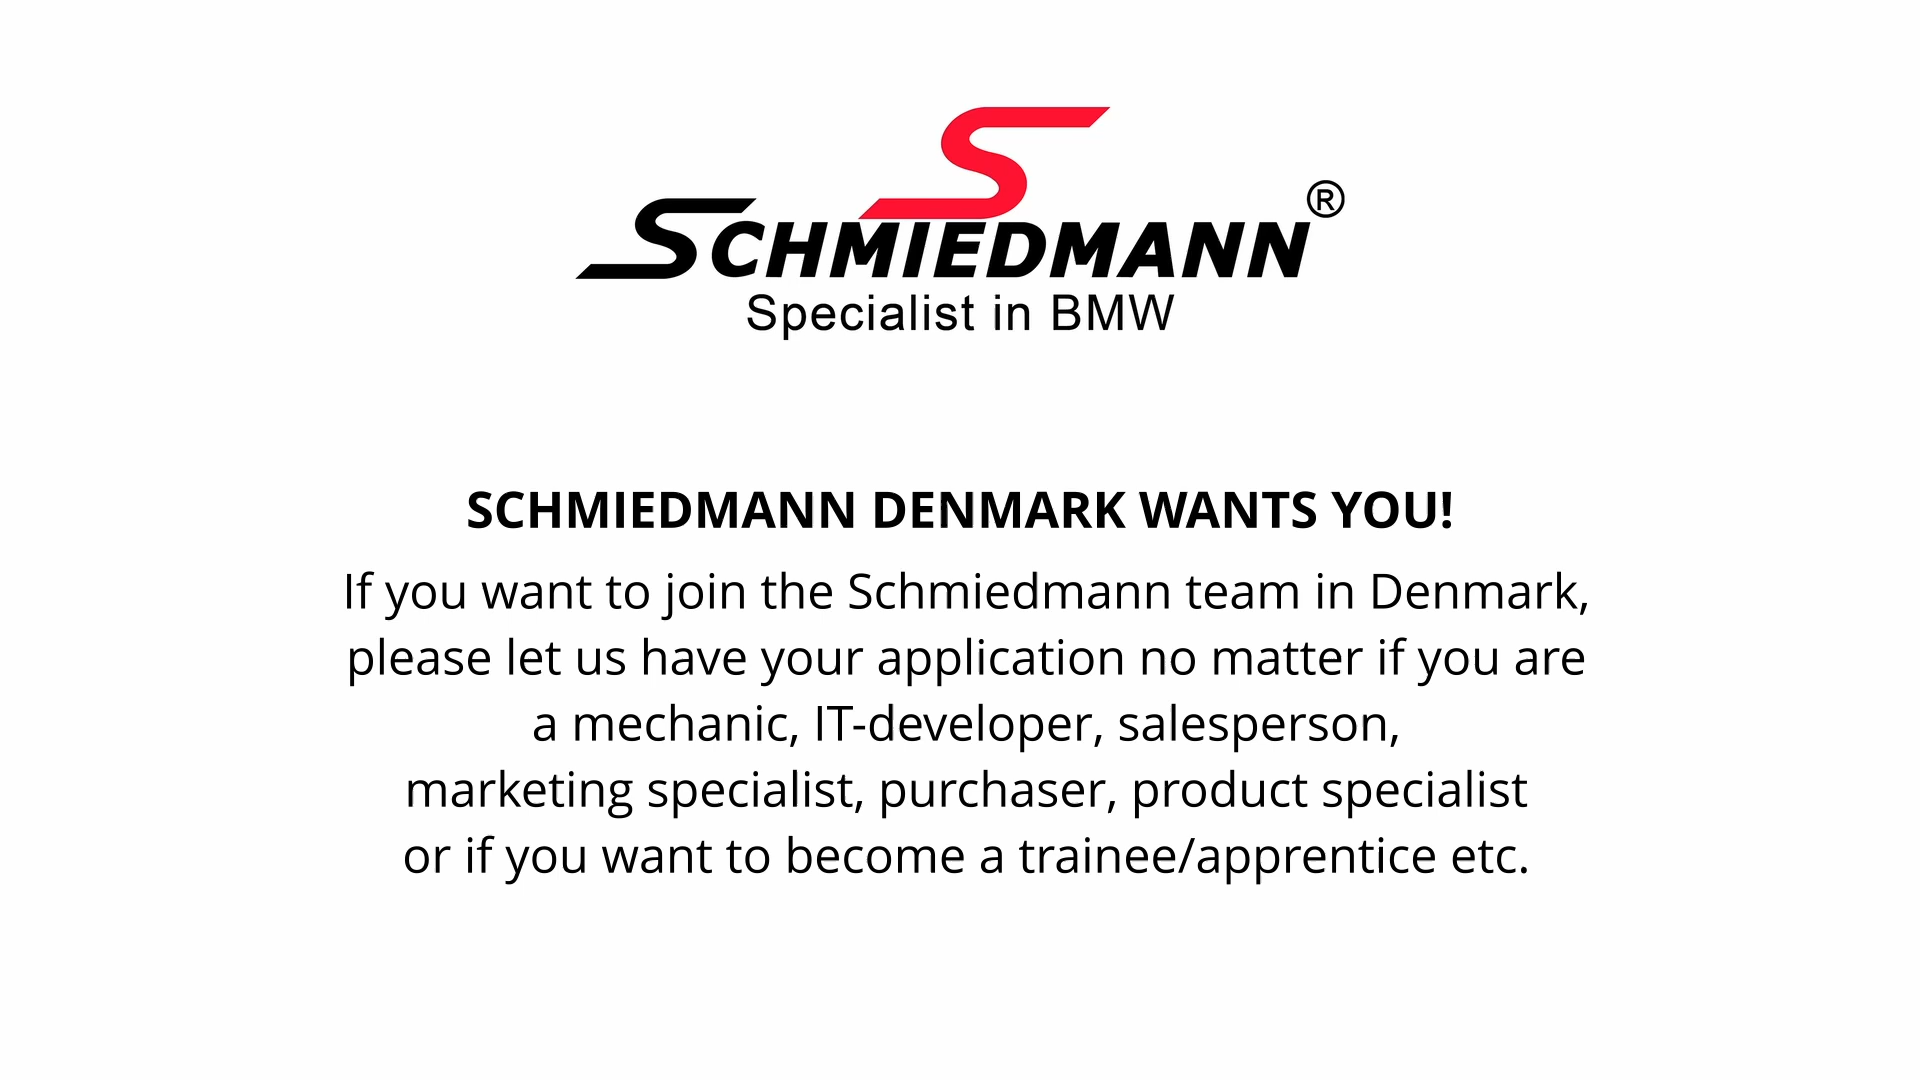 SCHMIEDMANN®
Specialist in BMW
SCHMIEDMANN DENMARK WANTS YOU!
If you want to join the Schmiedmann team in Denmark,
please let us have your application no matter if you are
a mechanic, IT-developer, salesperson,
marketing specialist, purchaser, product specialist
or if you want to become a trainee/apprentice etc.